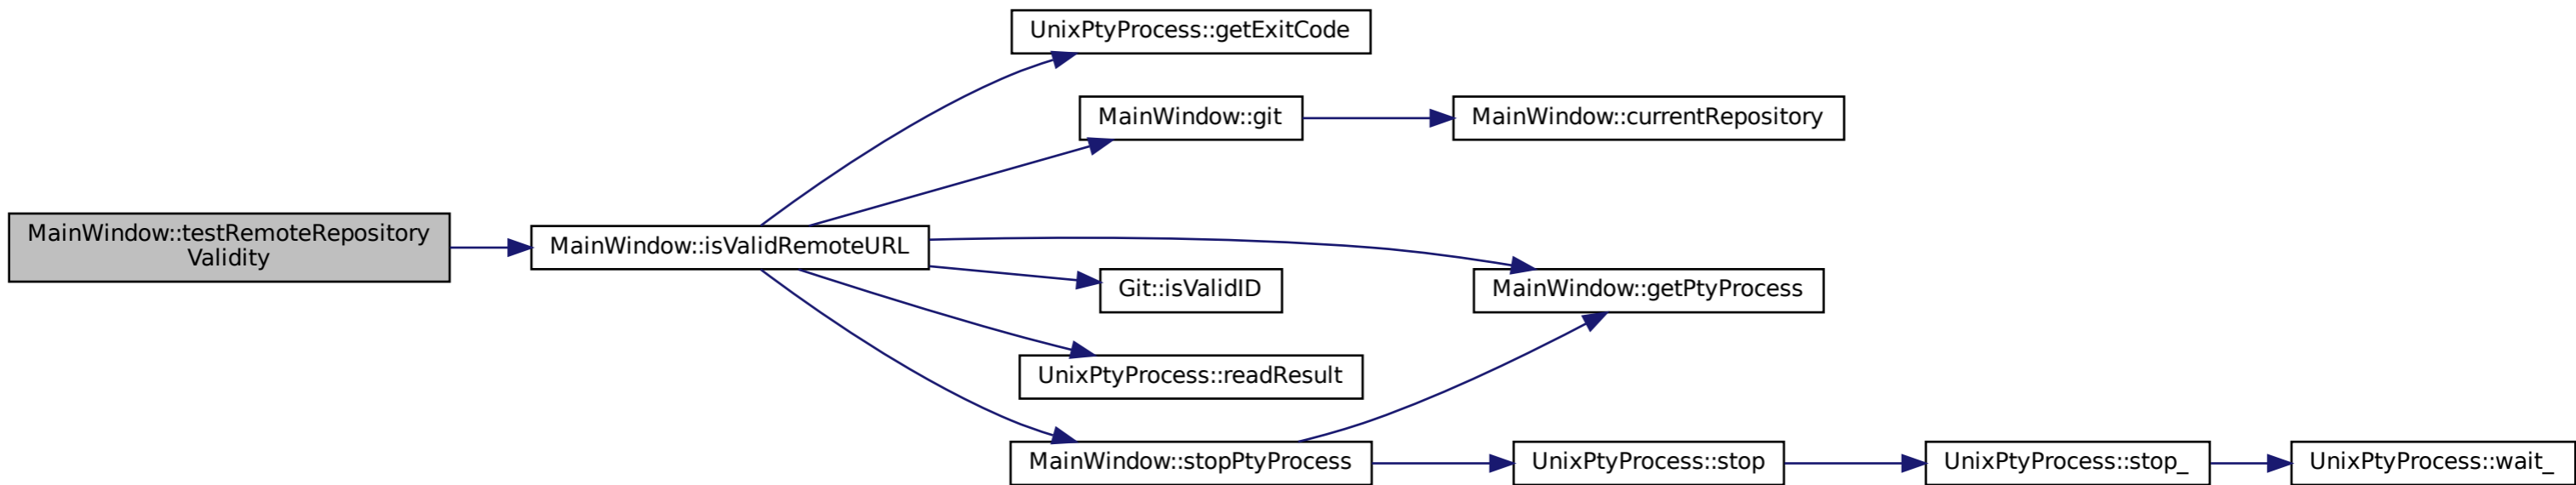 UnixPtyProcess::getExitCode
MainWindow::git
MainWindow::currentRepository
MainWindow::testRemoteRepository
Validity
MainWindow::isValidRemoteURL
Git::isValidID
MainWindow::getPtyProcess
UnixPtyProcess::readResult
MainWindow::stopPtyProcess
UnixPtyProcess::stop
UnixPtyProcess::stop_
UnixPtyProcess::wait_